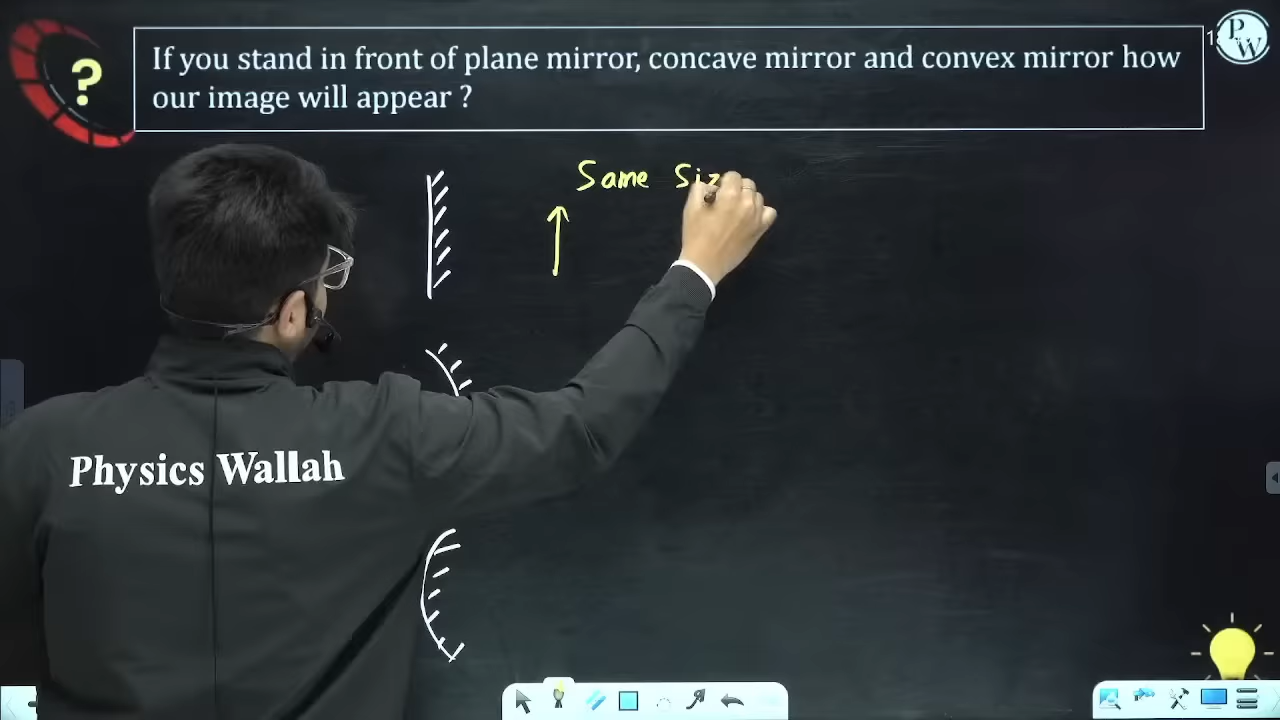 If you stand in front of plane mirror, concave mirror and convex mirror how
our image will appear ?
?
PW
Same Siz
Physics Wallah